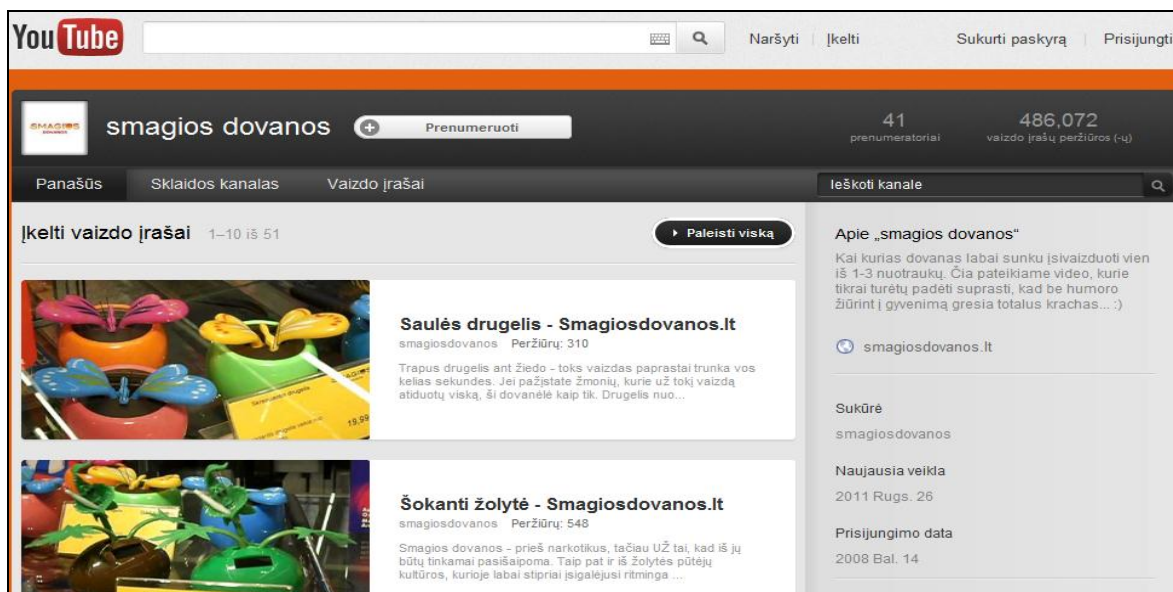 You Tube
Naršyti
Įkelti
Sukurti paskyrą
Prisijungti
SMAGIOS
DOVANOS
smagios dovanos
Prenumeruoti
41
prenumeratoriai
486,072
vaizdo įrašų peržiūros (-ų)
Panašūs
Sklaidos kanalas
Vaizdo įrašai
Ieškoti kanale
Įkelti vaizdo įrašai 1–10 iš 51
Paleisti viską
Saulės drugelis - Smagiosdovanos.lt
smagiosdovanos Peržiūrų: 310
Trapus drugelis ant žiedo - toks vaizdas paprastai trunka vos
kelias sekundes. Jei pažįstate žmonių, kurie už tokį vaizdą
atiduotų viską, ši dovanėlė kaip tik. Drugelis nuo...
19,99
Šokanti žolytė - Smagiosdovanos.lt
smagiosdovanos Peržiūrų: 548
Smagios dovanos - prieš narkotikus, tačiau UŽ tai, kad iš jų
būtų tinkamai pasišaipoma. Taip pat ir iš žolytės pūtėjų
kultūros, kurioje labai stipriai įsigalėjusi ritminga ...
Apie „smagios dovanos“
Kai kurias dovanas labai sunku įsivaizduoti vien
iš 1-3 nuotraukų. Čia pateikiame video, kurie
tikrai turėtų padėti suprasti, kad be humoro
žiūrint į gyvenimą gresia totalus krachas... :)
smagiosdovanos.lt
Sukūrė
smagiosdovanos
Naujausia veikla
2011 Rugs. 26
Prisijungimo data
2008 Bal. 14